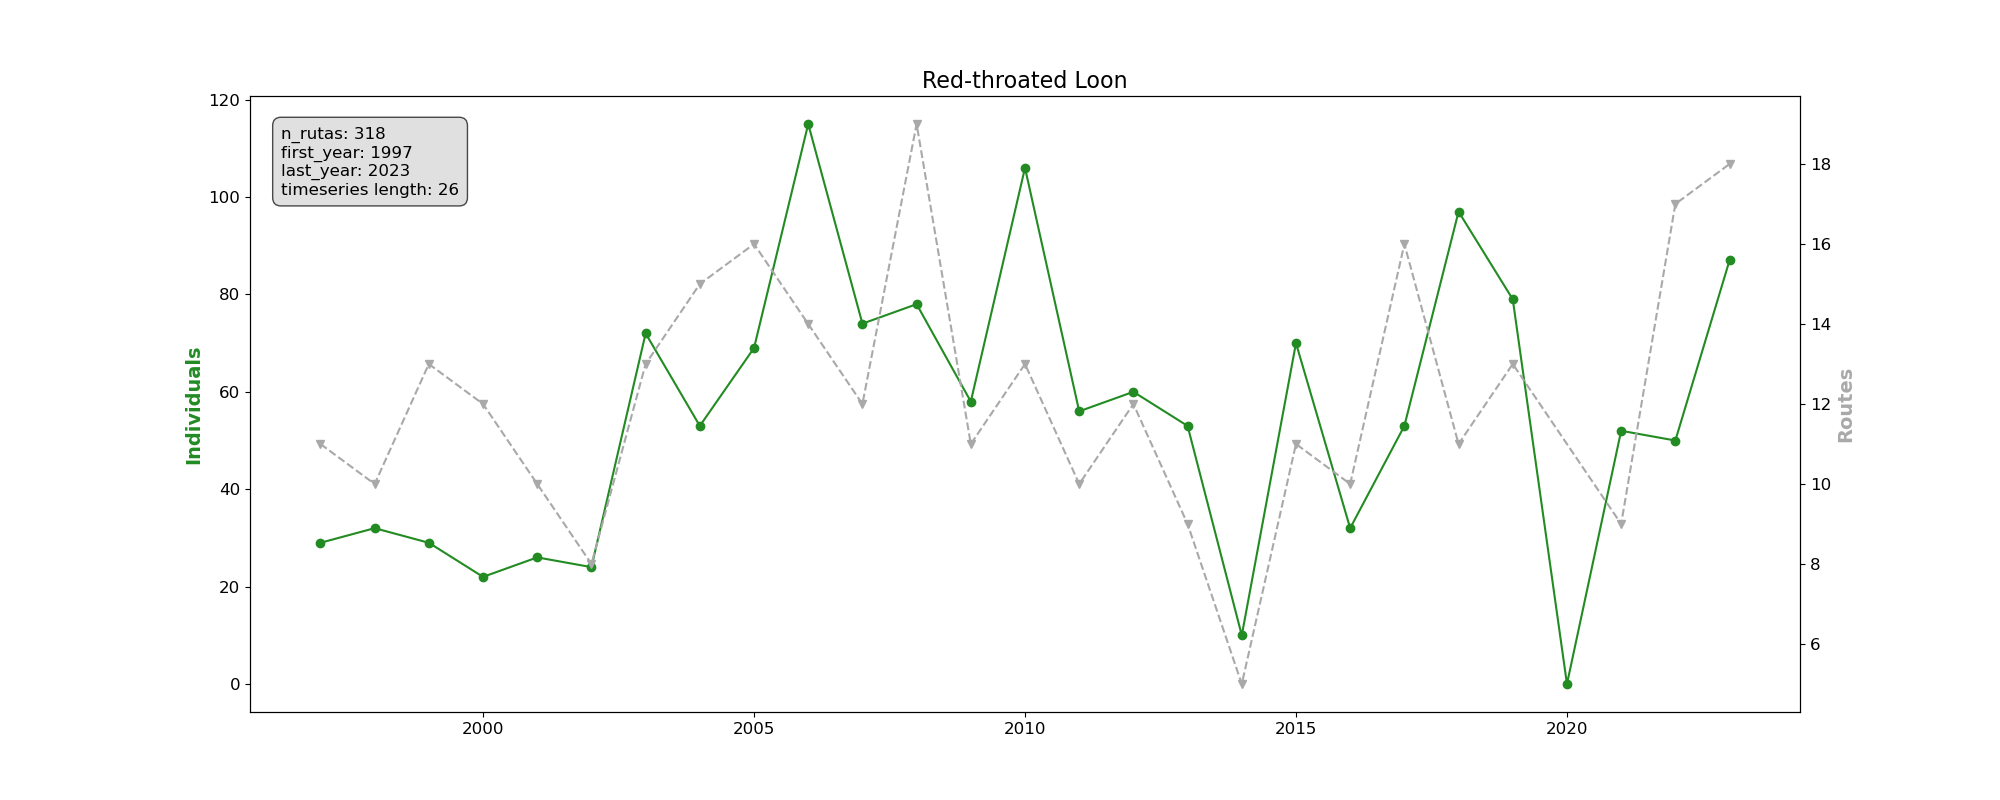 Red-throated Loon
n_rutas: 318
first_year: 1997
last_year: 2023
timeseries length: 26
Individuals
120
100
80
60
40
20
0
18
16
14
12
10
8
6
Routes
2000
2005
2010
2015
2020